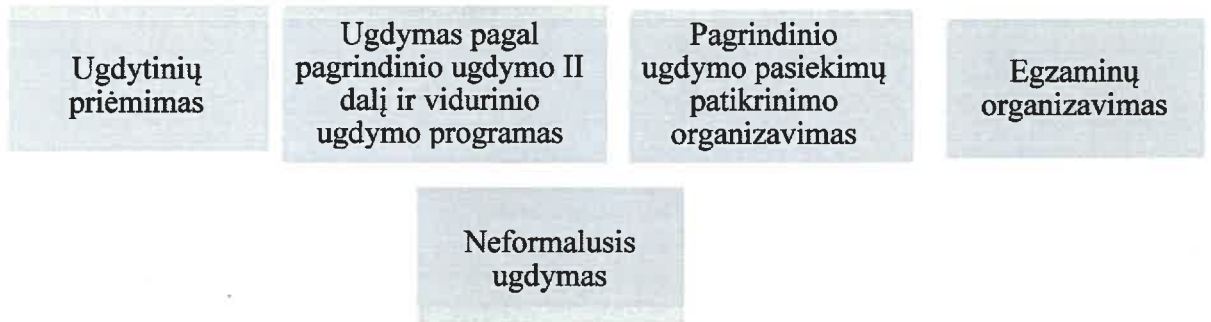 Ugdytinių
priėmimas
Ugdymas pagal
pagrindinio ugdymo II
dalį ir vidurinio
ugdymo programas
Pagrindinio
ugdymo pasiekimų
patikrinimo
organizavimas
Egzaminų
organizavimas
Neformalusis
ugdymas